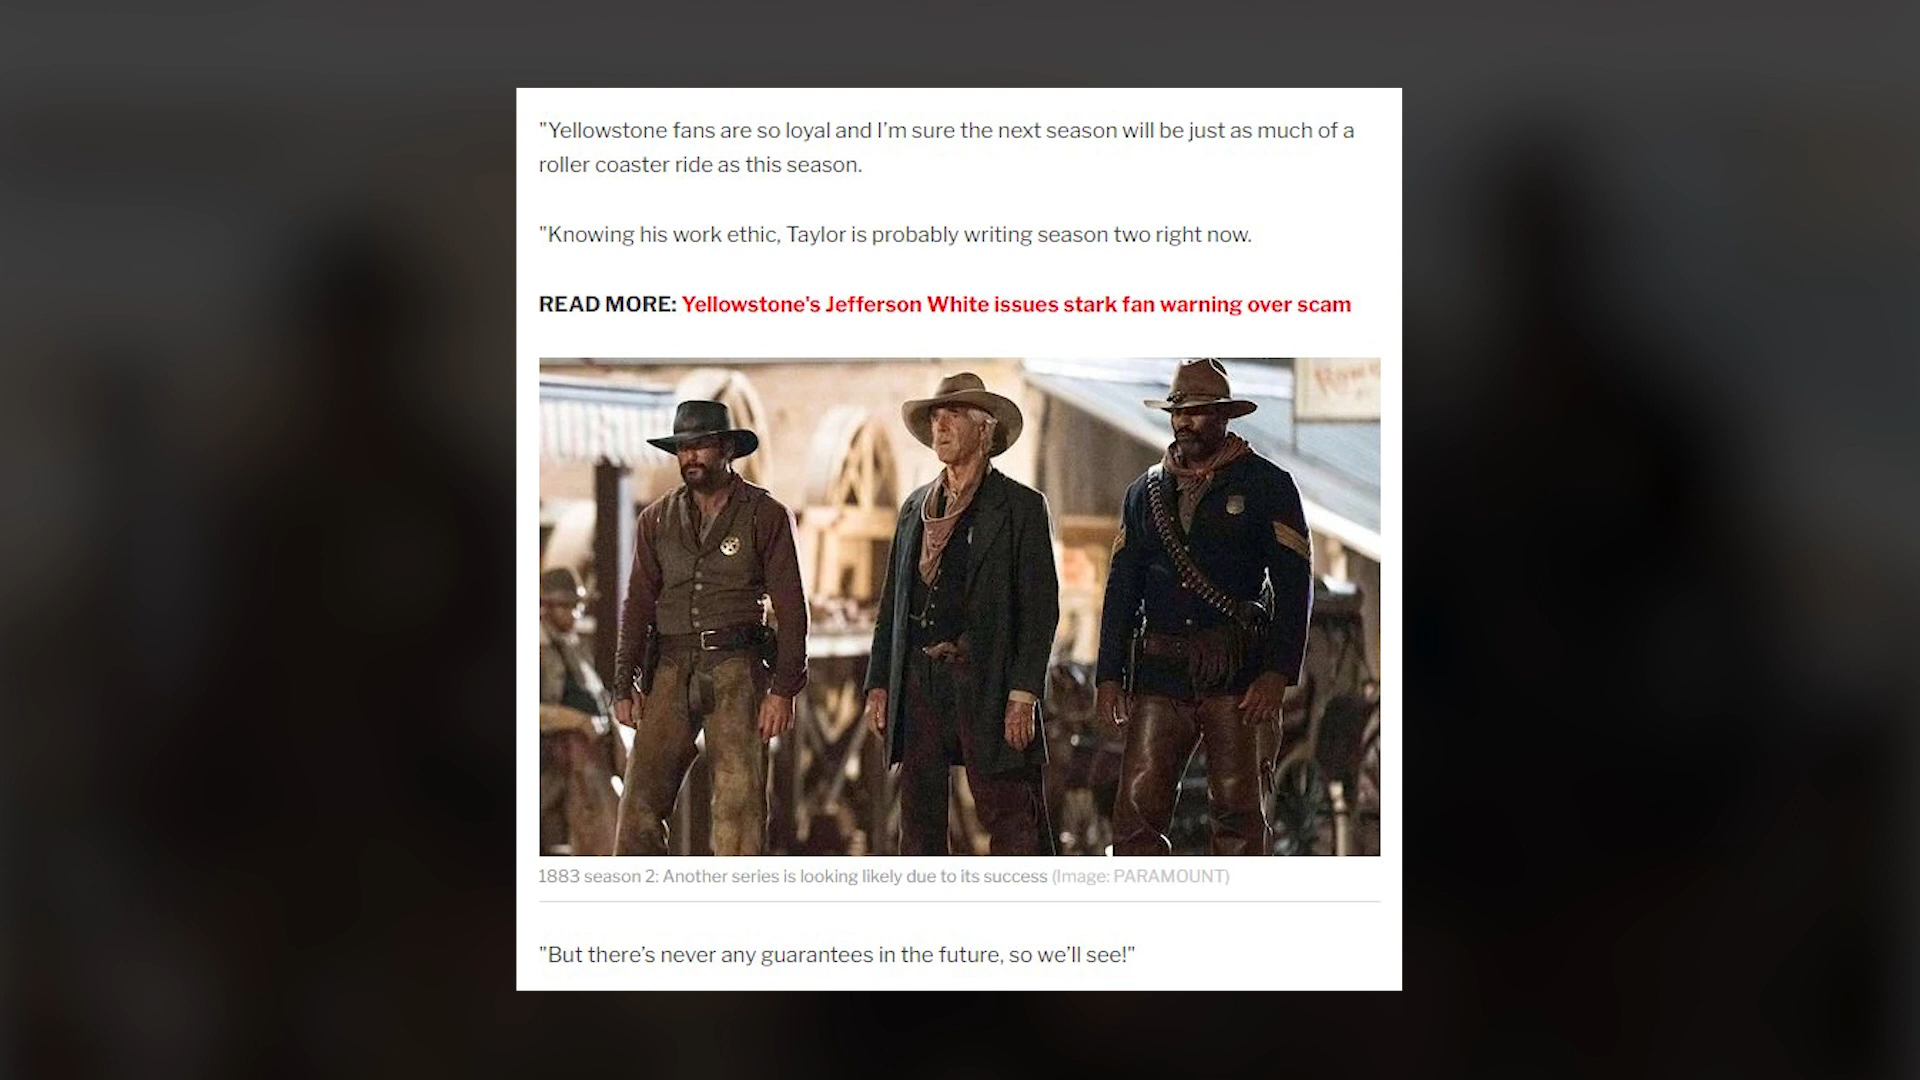 "Yellowstone fans are so loyal and I'm sure the next season will be just as much of a
roller coaster ride as this season.
"Knowing his work ethic, Taylor is probably writing season two right now.
READ MORE: Yellowstone's Jefferson White issues stark fan warning over scam
1883 season 2: Another series is looking likely due to its success (Image: PARAMOUNT)
"But there's never any guarantees in the future, so we'll see!"